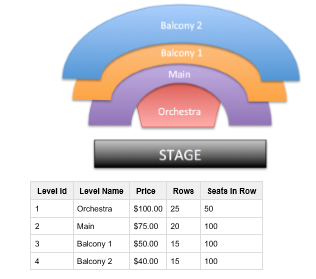 Balcony 2
Balcony 1
Main
Orchestra
STAGE
Level Id Level Name Price Rows Seats In Row
1 Orchestra $100.00 25 50
2 Main $75.00 20 100
3 Balcony 1 $50.00 15 100
4 Balcony 2 $40.00 15 100